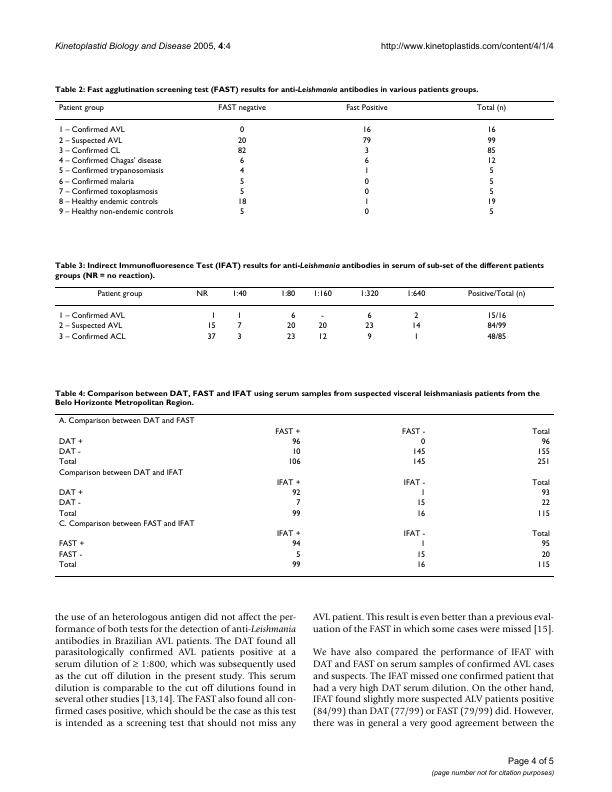 Kinetoplastid Biology and Disease 2005, 4:4 http://www.kinetoplastids.com/content/4/1/4
Table 2: Fast agglutination screening test (FAST) results for anti-Leishmania antibodies in various patients groups.
Patient group FAST negative Fast Positive Total (n)
1 – Confirmed AVL 0 16 16
2 – Suspected AVL 20 79 99
3 – Confirmed CL 82 3 85
4 – Confirmed Chagas' disease 6 6 12
5 – Confirmed trypanosomiasis 4 1 5
6 – Confirmed malaria 5 0 5
7 – Confirmed toxoplasmosis 5 0 5
8 – Healthy endemic controls 18 1 19
9 – Healthy non-endemic controls 5 0 5
Table 3: Indirect Immunofluoresence Test (IFAT) results for anti-Leishmania antibodies in serum of sub-set of the different patients
groups (NR = no reaction).
Patient group NR 1:40 1:80 1:160 1:320 1:640 Positive/Total (n)
1 – Confirmed AVL 1 1 6 - 6 2 15/16
2 – Suspected AVL 15 7 20 20 23 14 84/99
3 – Confirmed ACL 37 3 23 12 9 1 48/85
Table 4: Comparison between DAT, FAST and IFAT using serum samples from suspected visceral leishmaniasis patients from the
Belo Horizonte Metropolitan Region.
A. Comparison between DAT and FAST
FAST + FAST - Total
DAT + 96 0 96
DAT - 10 145 155
Total 106 145 251
Comparison between DAT and IFAT
IFAT + IFAT - Total
DAT + 92 1 93
DAT - 7 15 22
Total 99 16 115
C. Comparison between FAST and IFAT
IFAT + IFAT - Total
FAST + 94 1 95
FAST - 5 15 20
Total 99 16 115
the use of an heterologous antigen did not affect the per-
formance of both tests for the detection of anti-Leishmania
antibodies in Brazilian AVL patients. The DAT found all
parasitologically confirmed AVL patients positive at a
serum dilution of ≥ 1:800, which was subsequently used
as the cut off dilution in the present study. This serum
dilution is comparable to the cut off dilutions found in
several other studies [13,14]. The FAST also found all con-
firmed cases positive, which should be the case as this test
is intended as a screening test that should not miss any
AVL patient. This result is even better than a previous eval-
uation of the FAST in which some cases were missed [15].
We have also compared the performance of IFAT with
DAT and FAST on serum samples of confirmed AVL cases
and suspects. The IFAT missed one confirmed patient that
had a very high DAT serum dilution. On the other hand,
IFAT found slightly more suspected ALV patients positive
(84/99) than DAT (77/99) or FAST (79/99) did. However,
there was in general a very good agreement between the
Page 4 of 5
(page number not for citation purposes)